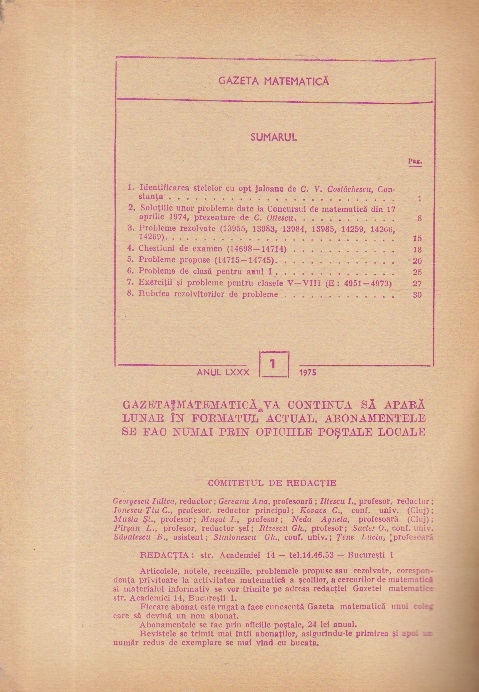 GAZETA MATEMATICĂ
SUMARUL
Pag.
1. Identificarea stelelor cu opt jaloane de C. V. Costăchescu, Con-
stanța . . . . . . . . . . . . . . . . . . . . . . . . 1
2. Soluțiile unor probleme date la Concursul de matematică din 17
aprilie 1974, prezentare de C. Ottescu. . . . . . . . . . . . 8
3. Probleme rezolvate (13955, 13983, 13984, 13985, 14259, 14266,
14269). . . . . . . . . . . . . . . . . . . . . . . . 15
4. Chestiuni de examen (14698—14714) . . . . . . . . . . . . 18
5. Probleme propuse (14715—14745). . . . . . . . . . . . . 20
6. Probleme de clasă pentru anul I . . . . . . . . . . . . . 25
7. Exerciții și probleme pentru clasele V—VIII (E : 4951—4973) 27
8. Rubrica rezolvitorilor de probleme . . . . . . . . . . . . 30
ANUL LXXX 1 1975
GAZETA MATEMATICĂ VA CONTINUA SĂ APARĂ
LUNAR ÎN FORMATUL ACTUAL. ABONAMENTELE
SE FAC NUMAI PRIN OFICIILE POȘTALE LOCALE
COMITETUL DE REDACȚIE
Georgescu Iulica, redactor; Gereanu Ana, profesoară; Iliescu I., profesor, redactor;
Ionescu-Țiu C., profesor, redactor principal; Kovacs C., conf. univ. (Cluj);
Mutiu Șt., profesor; Mușat I., profesor; Neda Agnela, profesoară (Cluj);
Pîrșan L., profesor, redactor șef; Rizescu Gh., profesor; Sacter O., conf. univ.
Săvulescu B., asistent; Simionescu Gh., conf. univ.; Țene Lucia, profesoară
REDACȚIA: str. Academiei 14 — tel.14.46.53 — București 1
Articolele, notele, recenziile, problemele propuse sau rezolvate, corespon-
dența privitoare la activitatea matematică a școlilor, a cercurilor de matematică
și materialul informativ se vor trimite pe adresa redacției Gazetei matematice
str. Academiei 14, București 1.
Fiecare abonat este rugat a face cunoscută Gazeta matematică unui coleg
care să devină un nou abonat.
Abonamentele se fac prin oficiile poștale, 24 lei anual.
Revistele se trimit mai întîi abonaților, asigurîndu-le primirea și apoi un
număr redus de exemplare se mai vînd cu bucata.